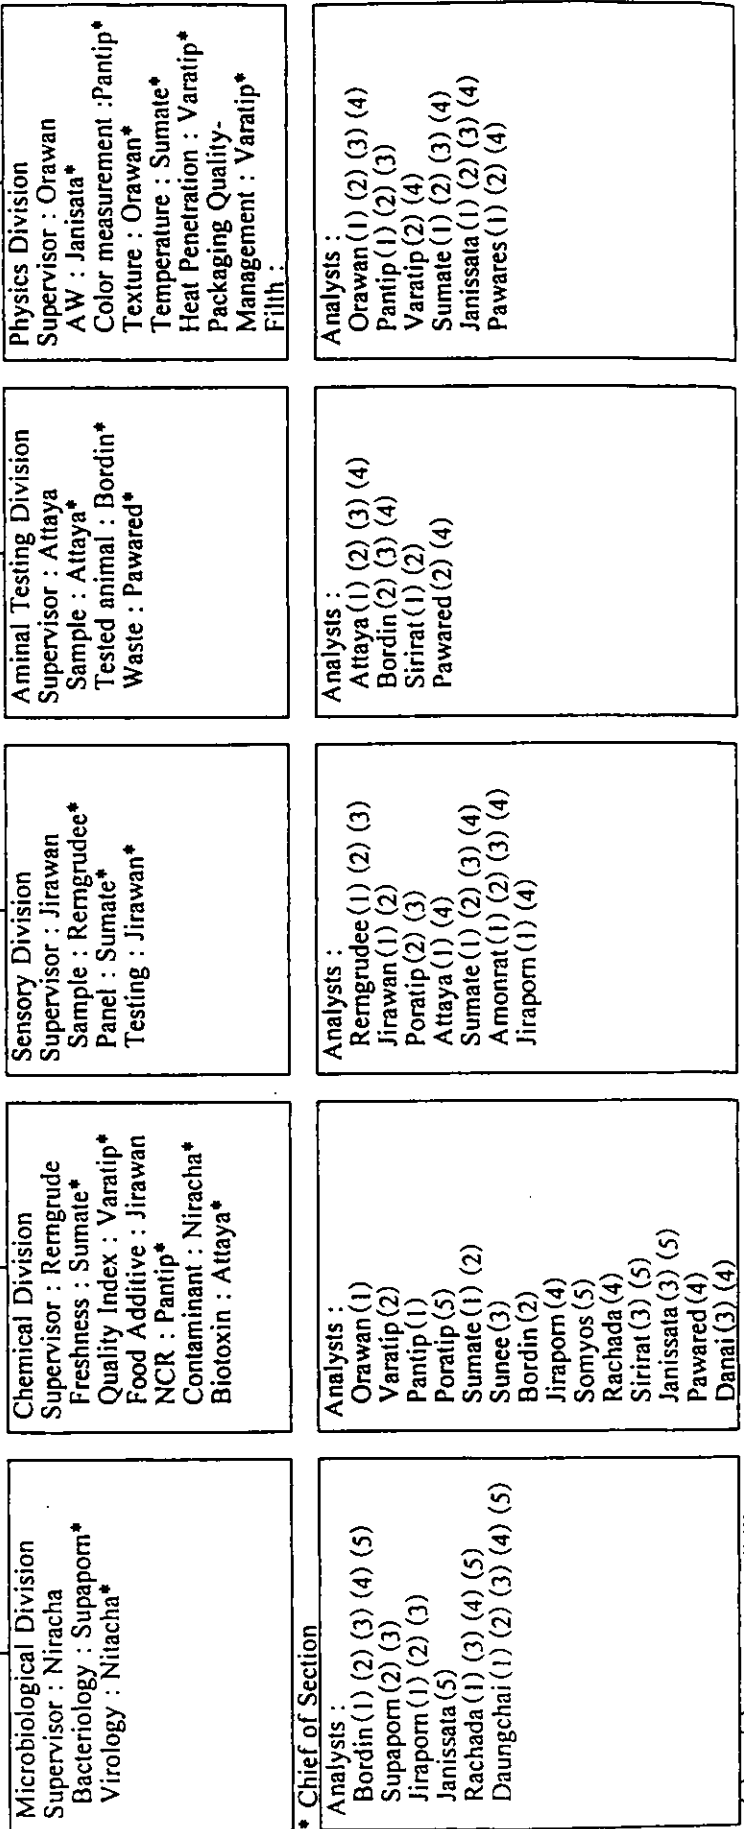 Microbiological Division
Supervisor : Niracha
Bacteriology : Supaporn*
Virology : Nitacha*
Chemical Division
Supervisor : Rerngrude
Freshness : Sumate*
Quality Index : Varatip*
Food Additive : Jirawan
NCR : Pantip*
Contaminant : Niracha*
Biotoxin : Attaya*
Sensory Division
Supervisor : Jirawan
Sample : Rerngrudee*
Panel : Sumate*
Testing : Jirawan*
Aminal Testing Division
Supervisor : Attaya
Sample : Attaya*
Tested animal : Bordin*
Waste : Pawared*
Physics Division
Supervisor : Orawan
AW : Janisata*
Color measurement :Pantip*
Texture : Orawan*
Temperature : Sumate*
Heat Penetration : Varatip*
Packaging Quality-
Management : Varatip*
Filth :
* Chief of Section
Analysts :
Bordin (1) (2) (3) (4) (5)
Supaporn (2) (3)
Jiraporn (1) (2) (3)
Janissata (5)
Rachada (1) (3) (4) (5)
Daungchai (1) (2) (3) (4) (5)
Analysts :
Orawan (1)
Varatip (2)
Pantip (1)
Poratip (5)
Sumate (1) (2)
Sunee (3)
Bordin (2)
Jiraporn (4)
Somyos (5)
Rachada (4)
Sirirat (3) (5)
Janissata (3) (5)
Pawared (4)
Danai (3) (4)
Analysts :
Rerngrudee (1) (2) (3)
Jirawan (1) (2)
Poratip (2) (3)
Attaya (1) (4)
Sumate (1) (2) (3) (4)
Amonrat (1) (2) (3) (4)
Jiraporn (1) (4)
Analysts :
Attaya (1) (2) (3) (4)
Bordin (2) (3) (4)
Sirirat (1) (2)
Pawared (2) (4)
Analysts :
Orawan (1) (2) (3) (4)
Pantip (1) (2) (3)
Varatip (2) (4)
Sumate (1) (2) (3) (4)
Janissata (1) (2) (3) (4)
Pawares (1) (2) (4)